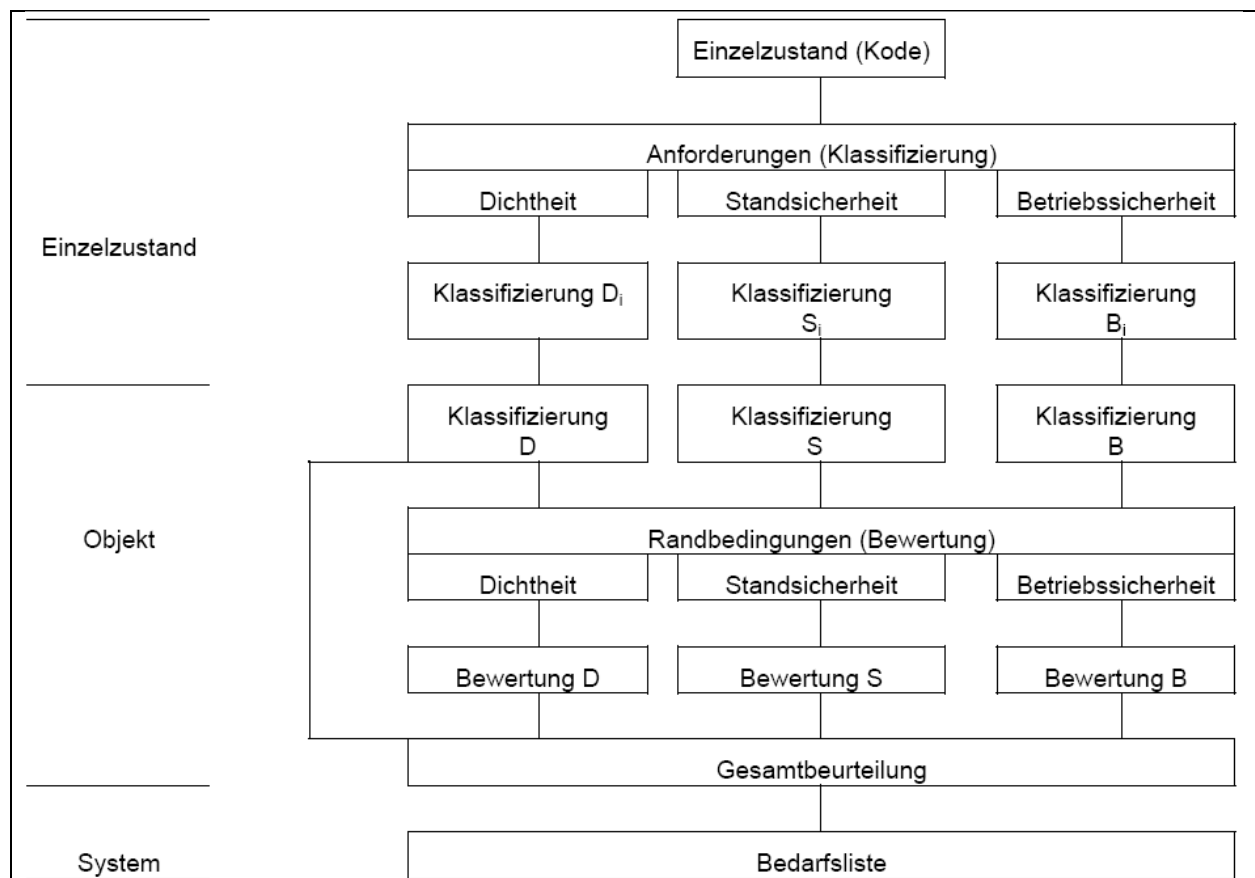 Einzelzustand (Kode)
Anforderungen (Klassifizierung)
Dichtheit
Standsicherheit
Betriebssicherheit
Einzelzustand
Klassifizierung Di
Klassifizierung
Si
Klassifizierung
Bi
Klassifizierung
D
Klassifizierung
S
Klassifizierung
B
Objekt
Randbedingungen (Bewertung)
Dichtheit
Standsicherheit
Betriebssicherheit
Bewertung D
Bewertung S
Bewertung B
Gesamtbeurteilung
System
Bedarfsliste